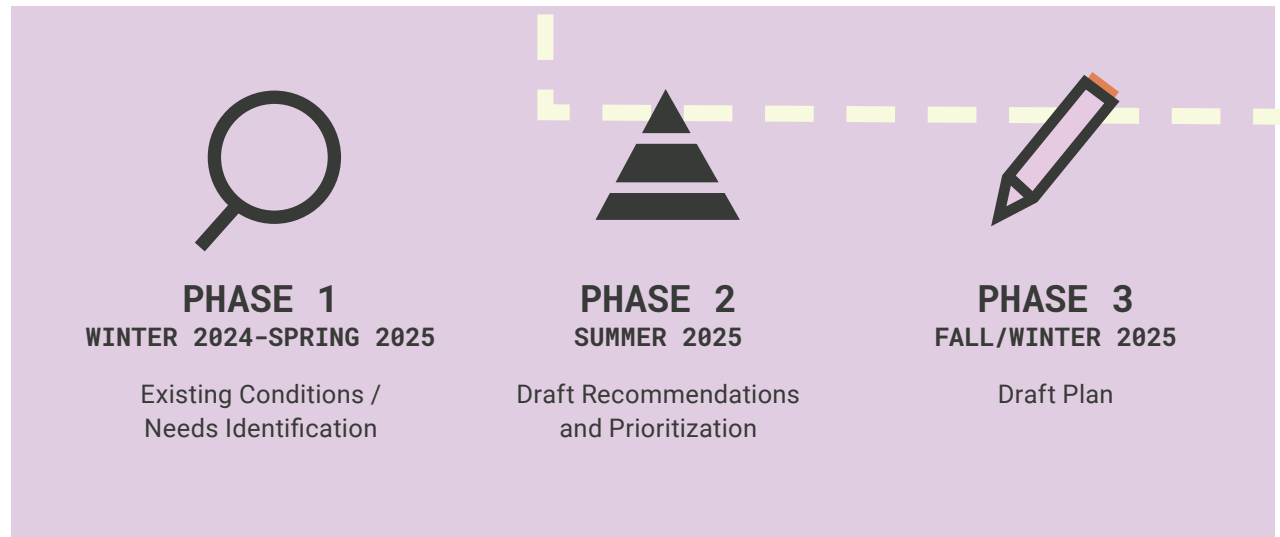 PHASE 1
WINTER 2024-SPRING 2025
Existing Conditions /
Needs Identification
PHASE 2
SUMMER 2025
Draft Recommendations
and Prioritization
PHASE 3
FALL/WINTER 2025
Draft Plan